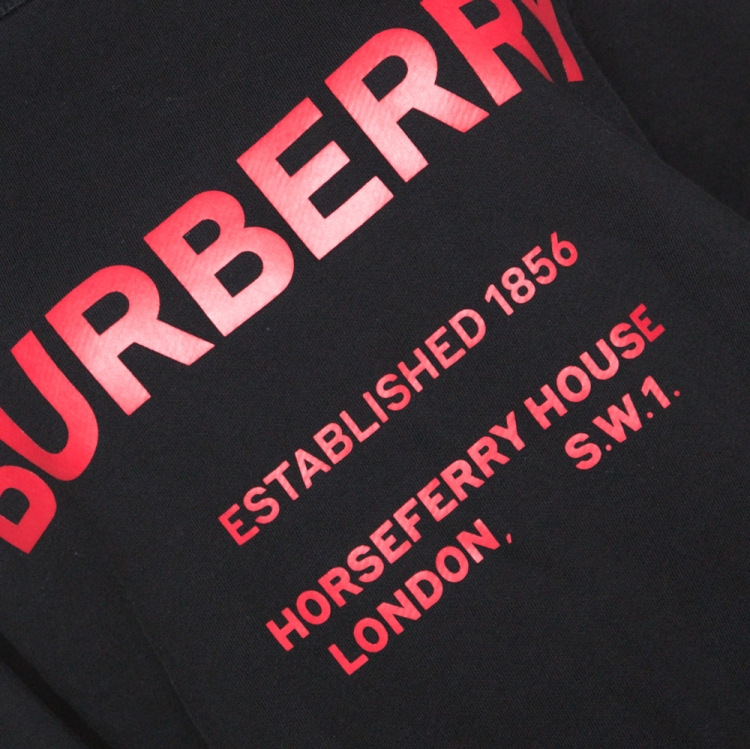 BURBERRY
ESTABLISHED 1856
HORSEFERRY HOUSE
LONDON, S.W.1.